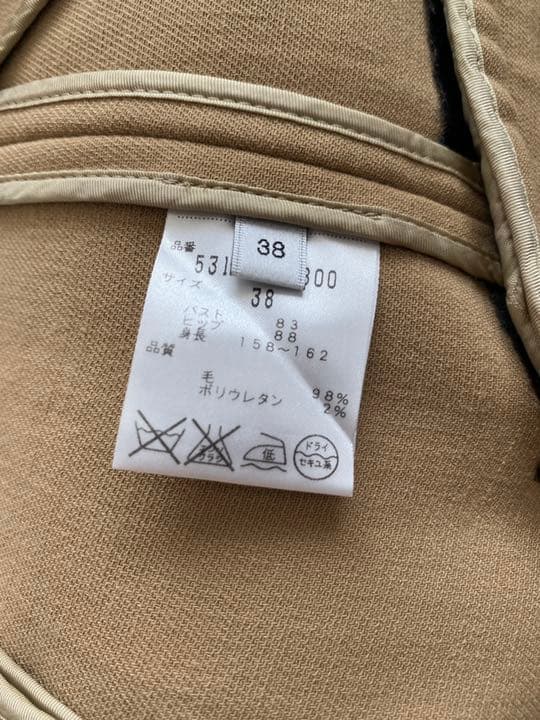 38
品番
531 300
サイズ 38
バスト 83
ヒップ 88
身長 158~162
品質
毛 98%
ポリウレタン 2%
低
ドライ
セキユ系